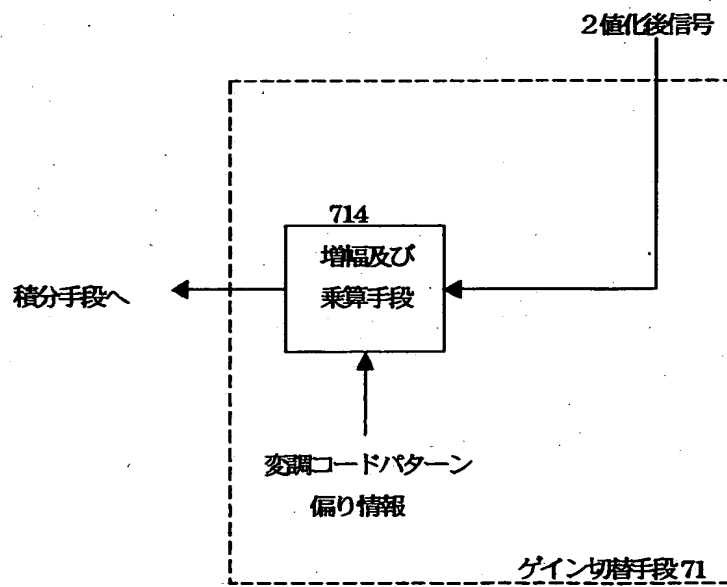 2値化後信号
714
増幅及び
乗算手段
積分手段へ
変調コードパターン
偏り情報
ゲイン切替手段71